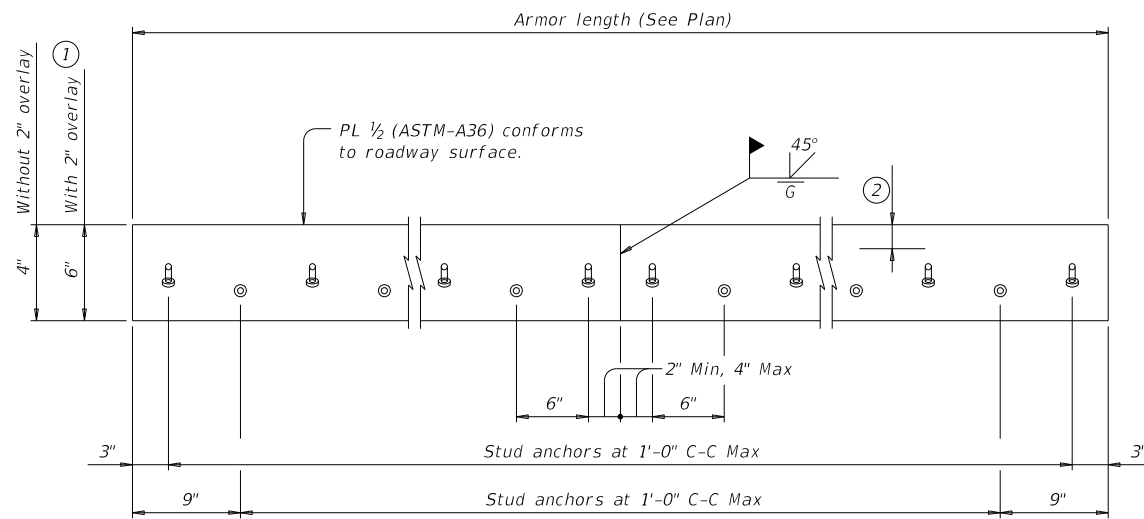 Armor length (See Plan)
Without 2" overlay
1
With 2" overlay
PL ½ (ASTM-A36) conforms
to roadway surface.
45°
G
2
4"
6"
2" Min, 4" Max
6"
6"
3"
Stud anchors at 1'-0" C-C Max
3"
9"
Stud anchors at 1'-0" C-C Max
9"